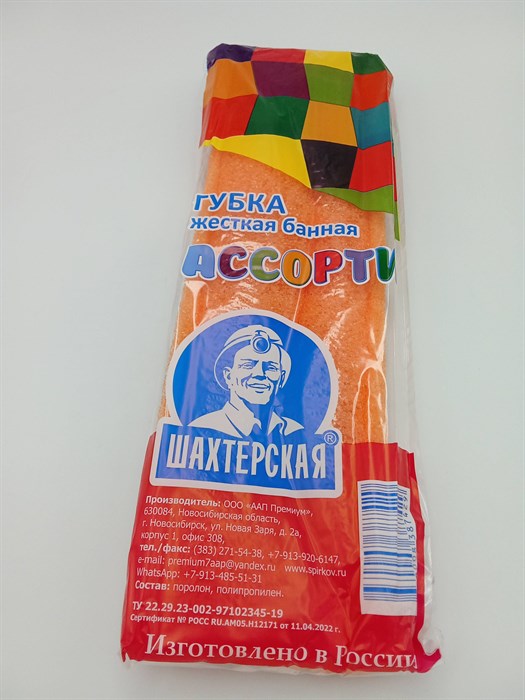 ГУБКА
жесткая банная
АССОРТИ
ШАХТЕРСКАЯ®
Производитель: ООО «ААП Премиум»,
630084, Новосибирская область,
г. Новосибирск, ул. Новая Заря, д. 2а,
корпус 1, офис 308,
тел./факс: (383) 271-54-38, +7-913-920-6147,
e-mail: premium7aap@yandex.ru www.spirkov.ru
WhatsApp: +7-913-485-51-31
Состав: поролон, полипропилен.
ТУ 22.29.23-002-97102345-19
Сертификат № РОСС RU.АМ05.Н12171 от 11.04.2022 г.
Изготовлено в России